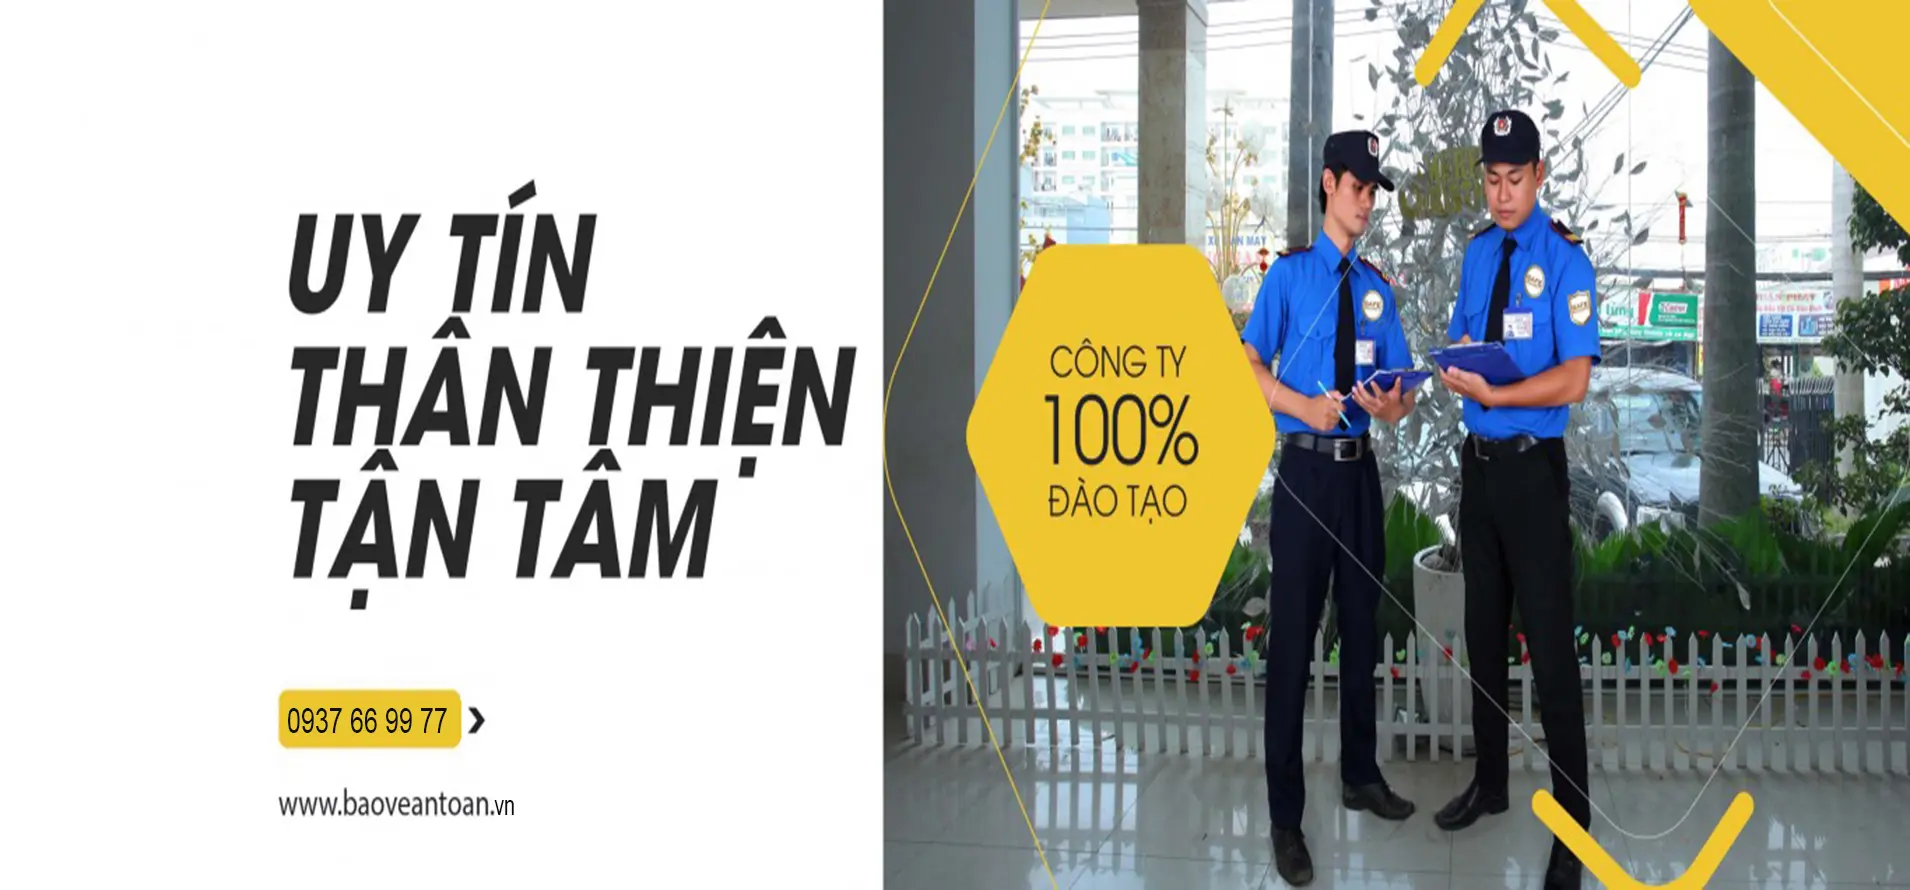 UY TÍN
THÂN THIỆN
TẬN TÂM
0937 66 99 77
www.baoveantoan.vn
CÔNG TY
100%
ĐÀO TẠO